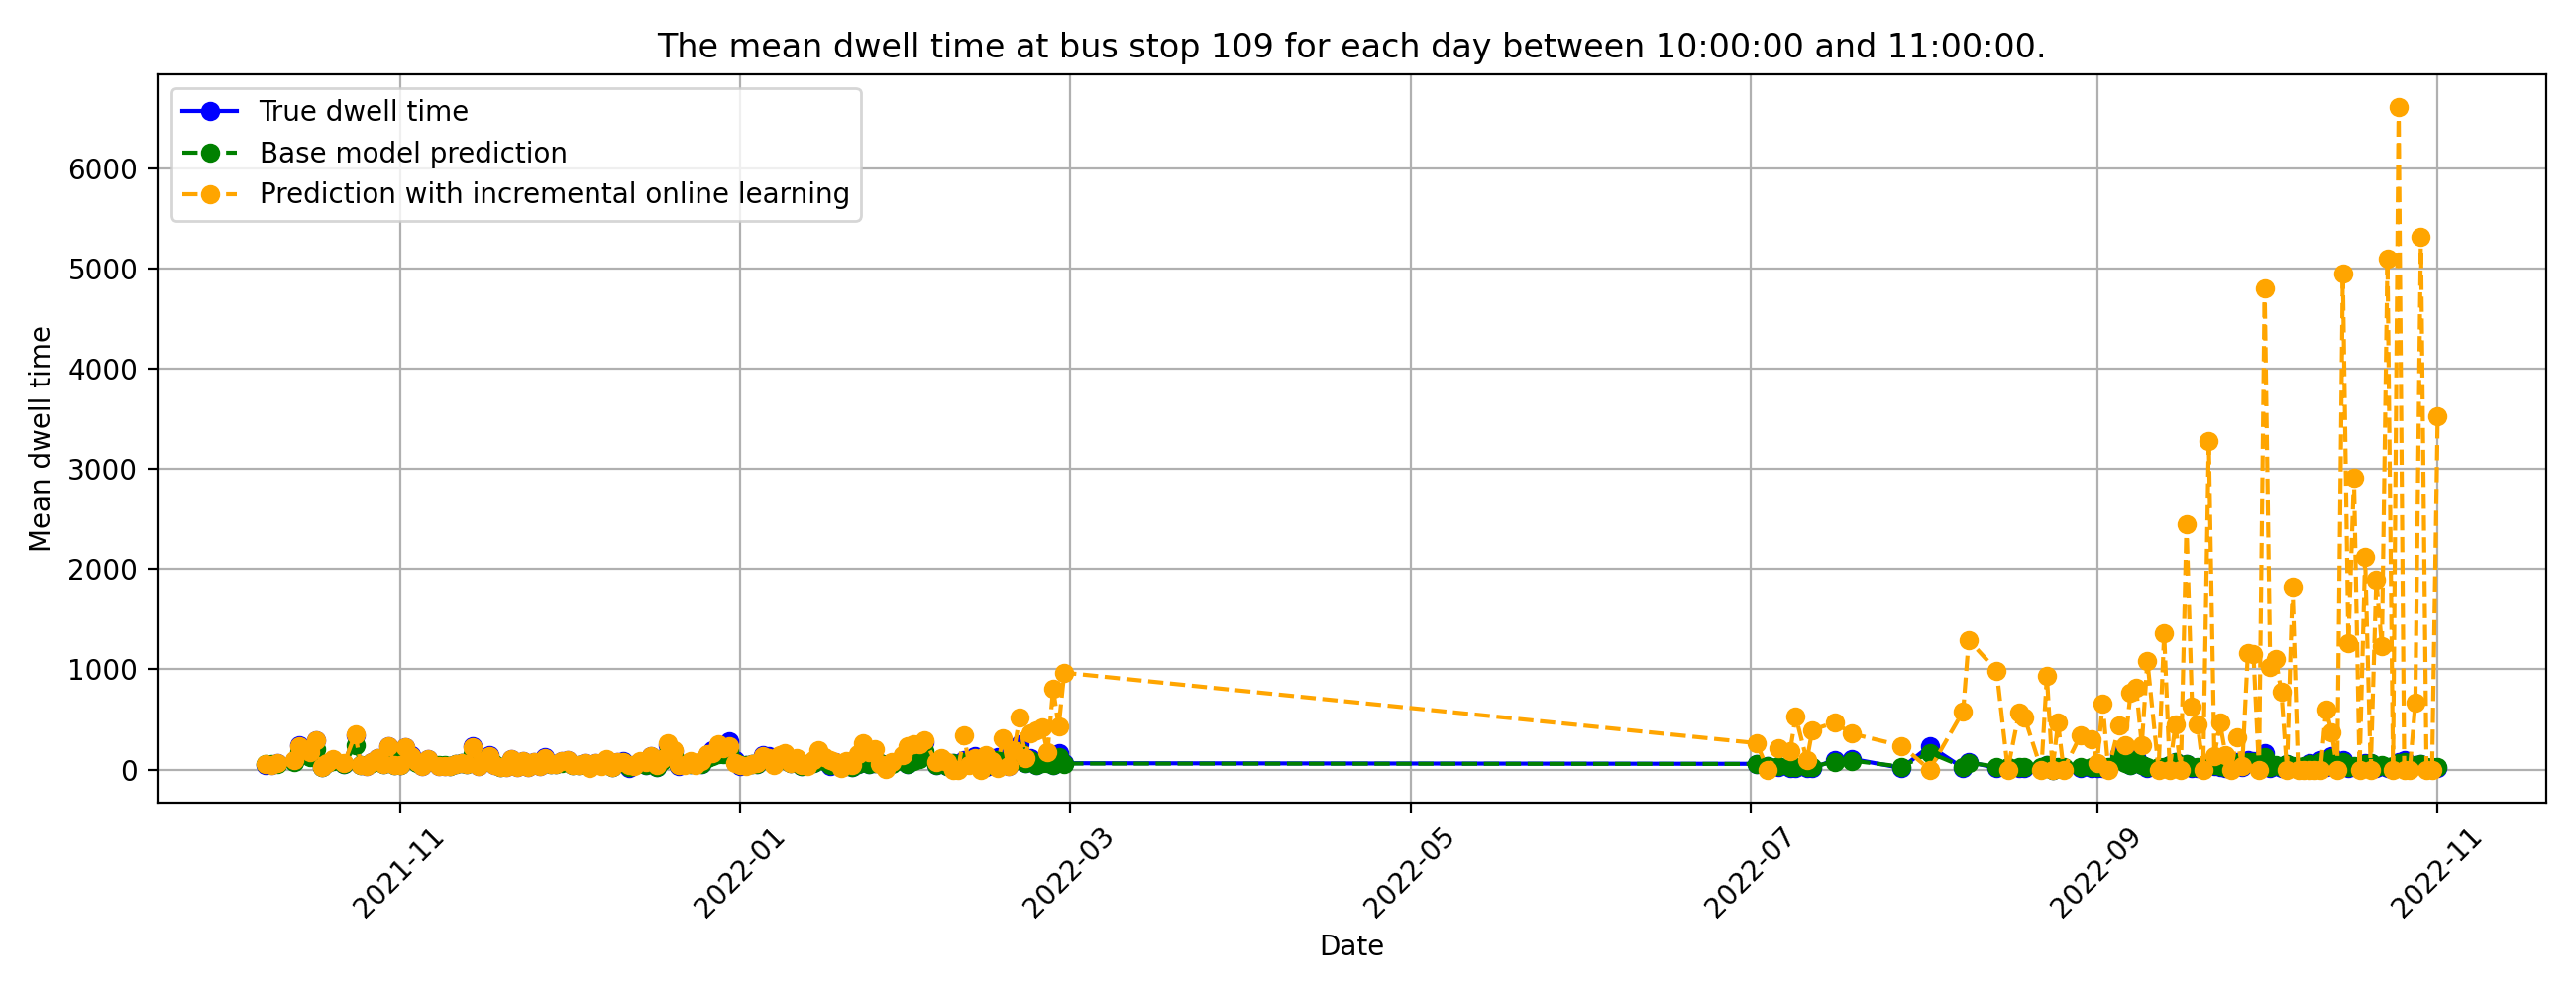 The mean dwell time at bus stop 109 for each day between 10:00:00 and 11:00:00.
True dwell time
Base model prediction
Prediction with incremental online learning
Mean dwell time
6000
5000
4000
3000
2000
1000
0
2021-11
2022-01
2022-03
2022-05
2022-07
2022-09
2022-11
Date